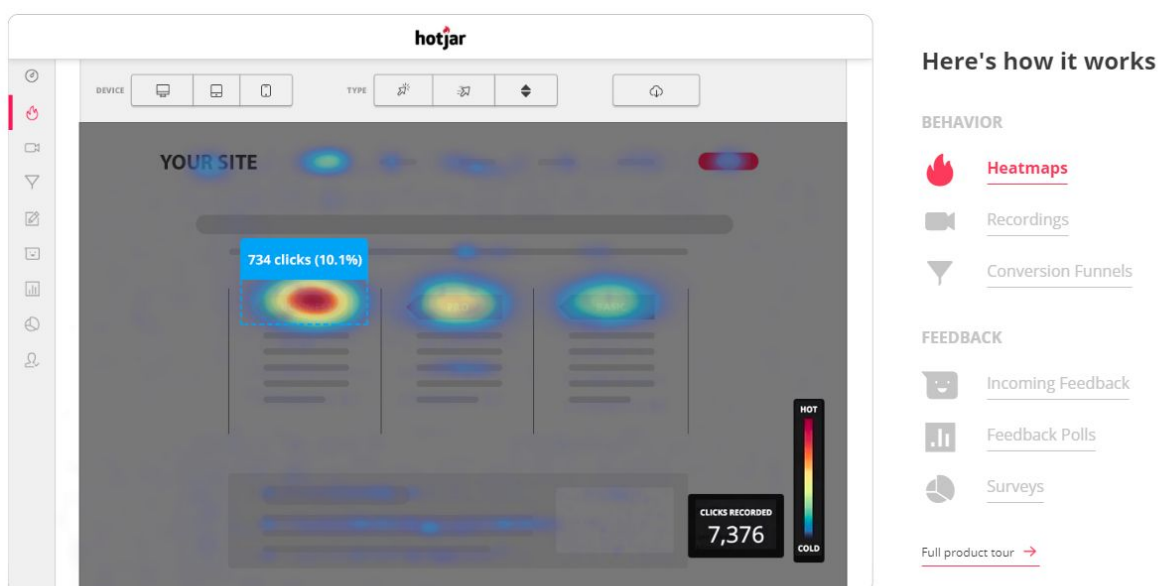 hotjar
DEVICE
TYPE
YOUR SITE
734 clicks (10.1%)
HOT
COLD
CLICKS RECORDED
7,376
Here's how it works
BEHAVIOR
Heatmaps
Recordings
Conversion Funnels
FEEDBACK
Incoming Feedback
Feedback Polls
Surveys
Full product tour →